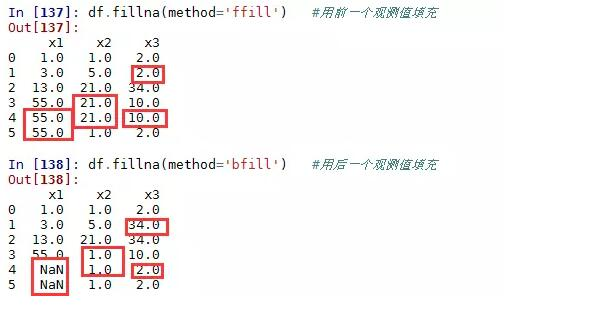 In [137]: df.fillna(method='ffill') #用前一个观测值填充
Out[137]:
x1 x2 x3
0 1.0 1.0 2.0
1 3.0 5.0 2.0
2 13.0 21.0 34.0
3 55.0 21.0 10.0
4 55.0 21.0 10.0
5 55.0 1.0 2.0
In [138]: df.fillna(method='bfill') #用后一个观测值填充
Out[138]:
x1 x2 x3
0 1.0 1.0 2.0
1 3.0 5.0 34.0
2 13.0 21.0 34.0
3 55.0 1.0 10.0
4 NaN 1.0 2.0
5 NaN 1.0 2.0